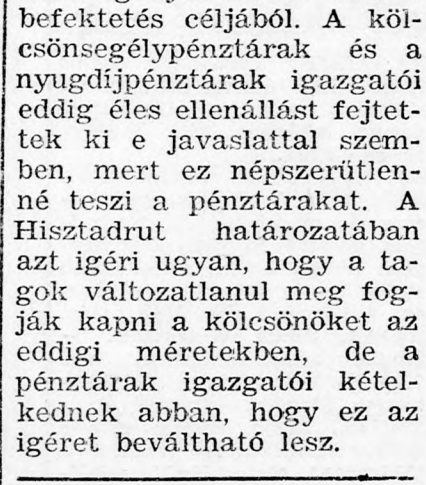 befektetés céljából. A köl-
csönsegélypénztárak és a
nyugdíjpénztárak igazgatói
eddig éles ellenállást fejtet-
tek ki e javaslattal szem-
ben, mert ez népszerütlen-
né teszi a pénztárakat. A
Hisztadrut határozatában
azt igéri ugyan, hogy a ta-
gok változatlanul meg fog-
ják kapni a kölcsönöket az
eddigi méretekben, de a
pénztárak igazgatói kétel-
kednek abban, hogy ez az
igéret beváltható lesz.